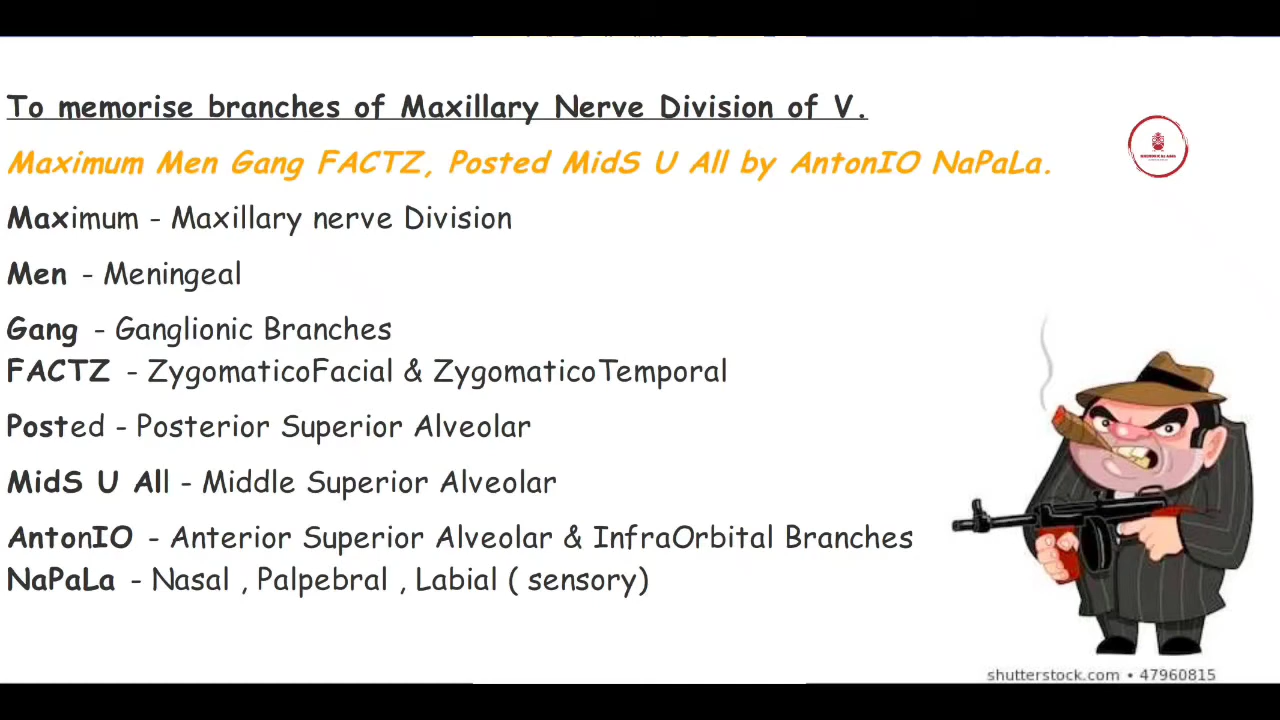 To memorise branches of Maxillary Nerve Division of V.
Maximum Men Gang FACTZ, Posted MidS U All by AntonIO NaPaLa.
Maximum - Maxillary nerve Division
Men - Meningeal
Gang - Ganglionic Branches
FACTZ - ZygomaticoFacial & ZygomaticoTemporal
Posted - Posterior Superior Alveolar
MidS U All - Middle Superior Alveolar
AntonIO - Anterior Superior Alveolar & InfraOrbital Branches
NaPaLa - Nasal , Palpebral , Labial ( sensory)
shutterstock.com • 47960815